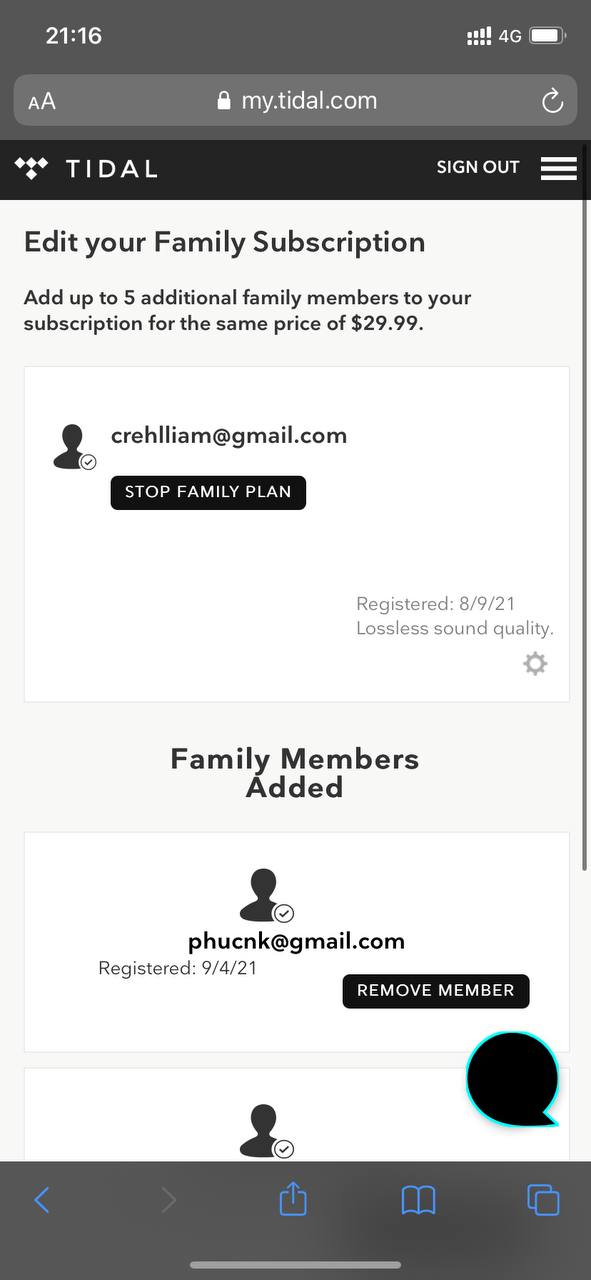 21:16
4G
AA
my.tidal.com
TIDAL
SIGN OUT
Edit your Family Subscription
Add up to 5 additional family members to your
subscription for the same price of $29.99.
crehlliam@gmail.com
STOP FAMILY PLAN
Registered: 8/9/21
Lossless sound quality.
Family Members
Added
phucnk@gmail.com
Registered: 9/4/21
REMOVE MEMBER